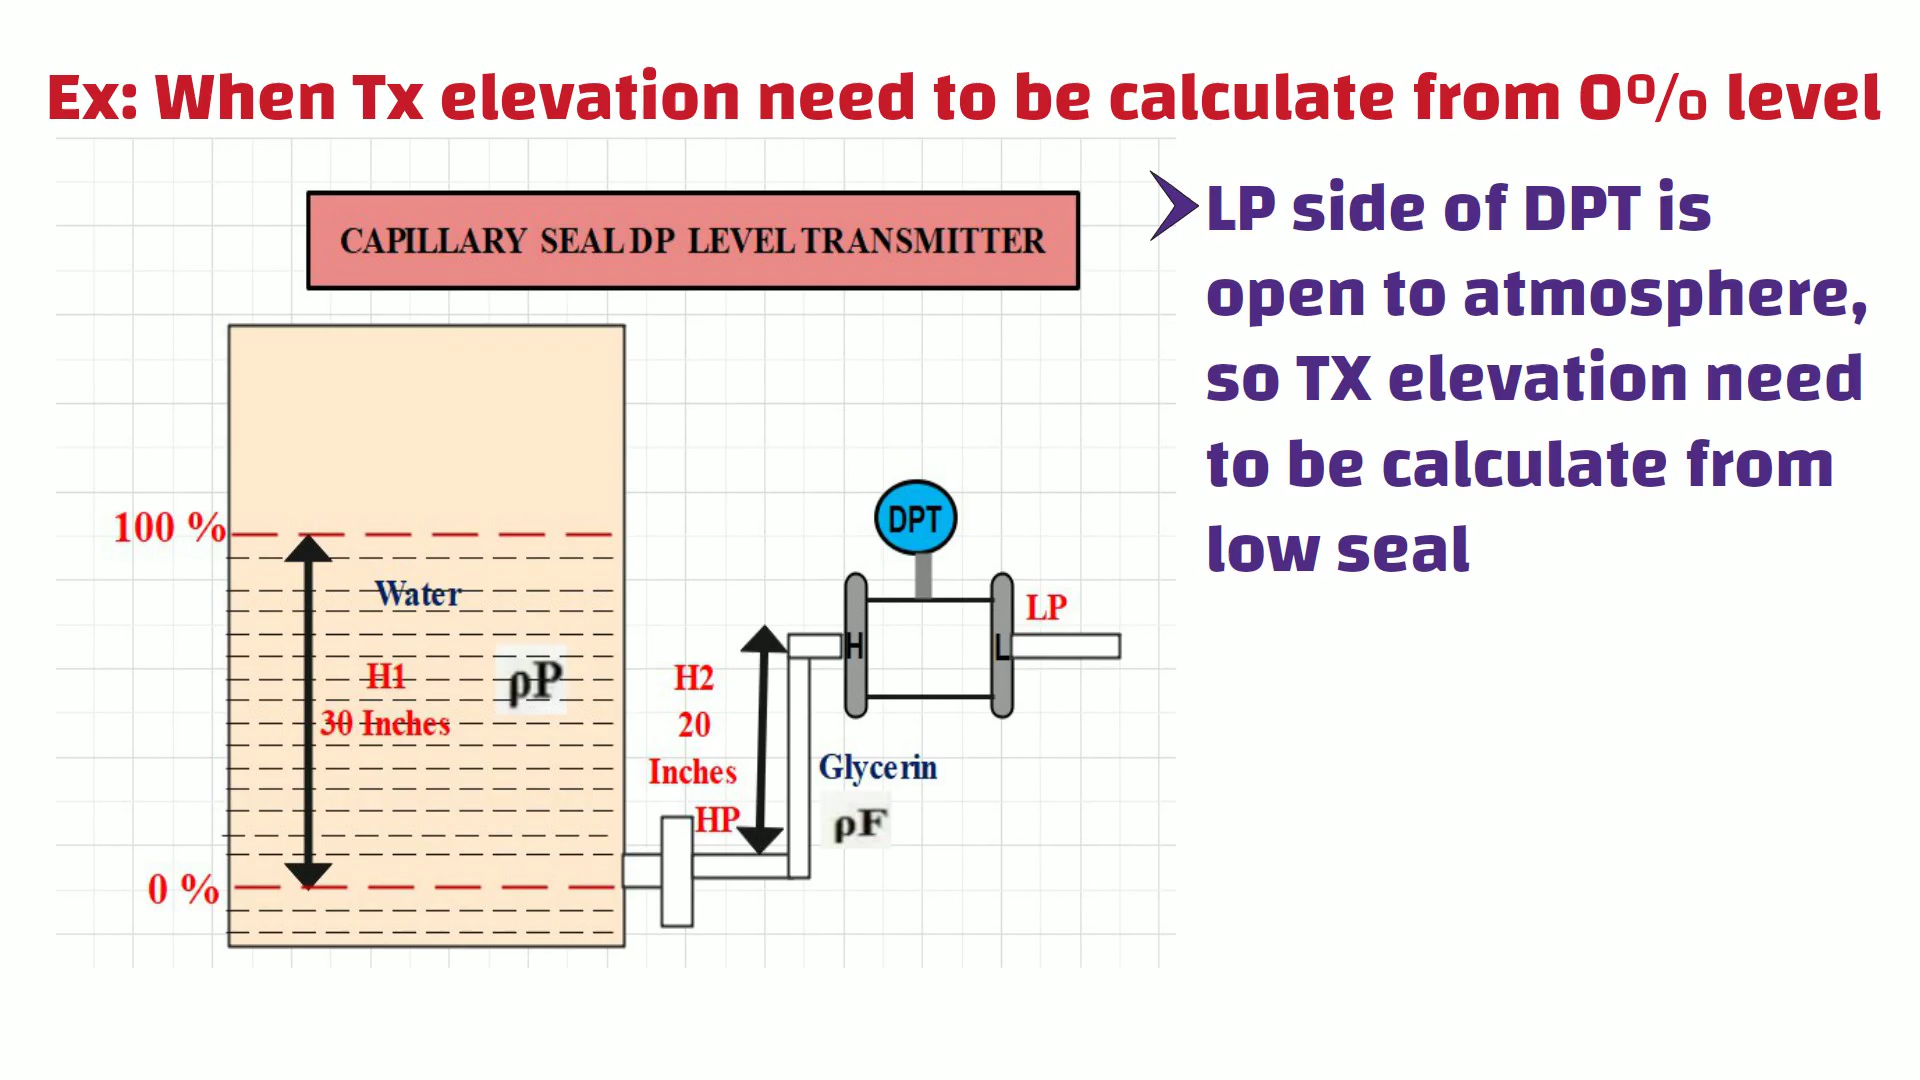 Ex: When Tx elevation need to be calculate from 0% level
CAPILLARY SEAL DP LEVEL TRANSMITTER
LP side of DPT is
open to atmosphere,
so TX elevation need
to be calculate from
low seal
100 %
Water
H1
30 Inches
ρP
0 %
H2
20
Inches
HP
DPT
H
L
LP
Glycerin
ρF